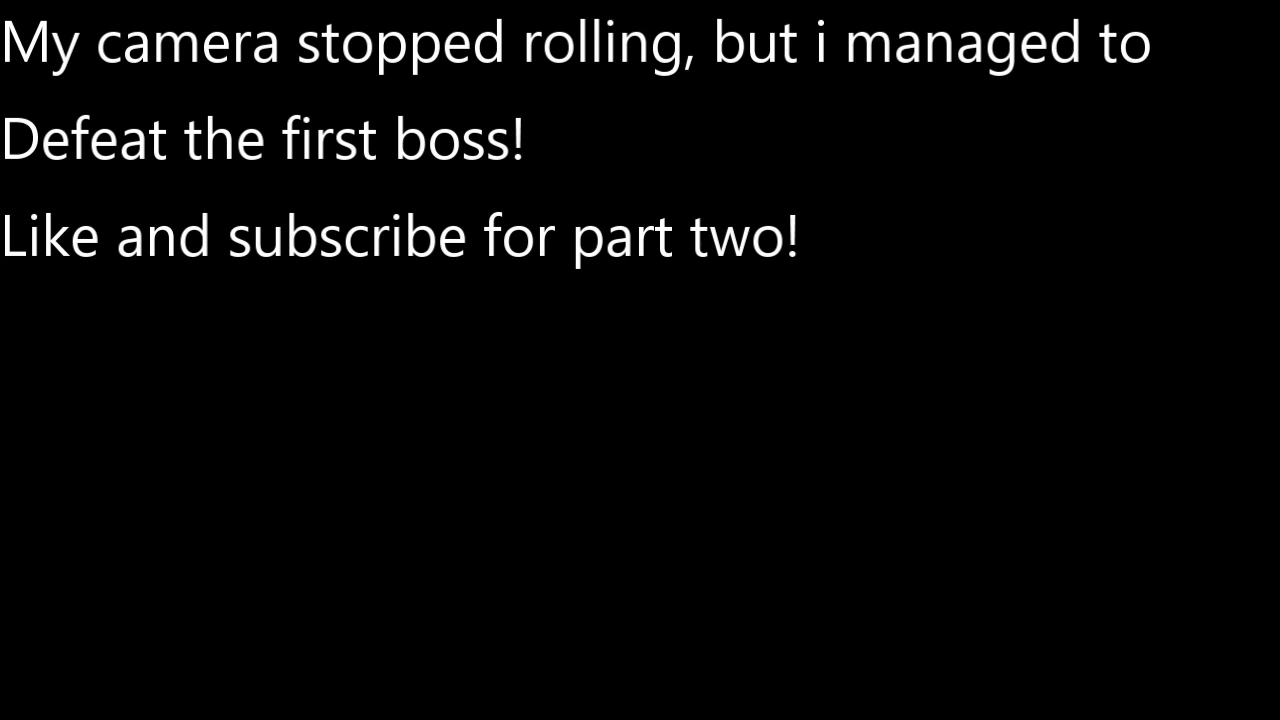 My camera stopped rolling, but i managed to
Defeat the first boss!
Like and subscribe for part two!